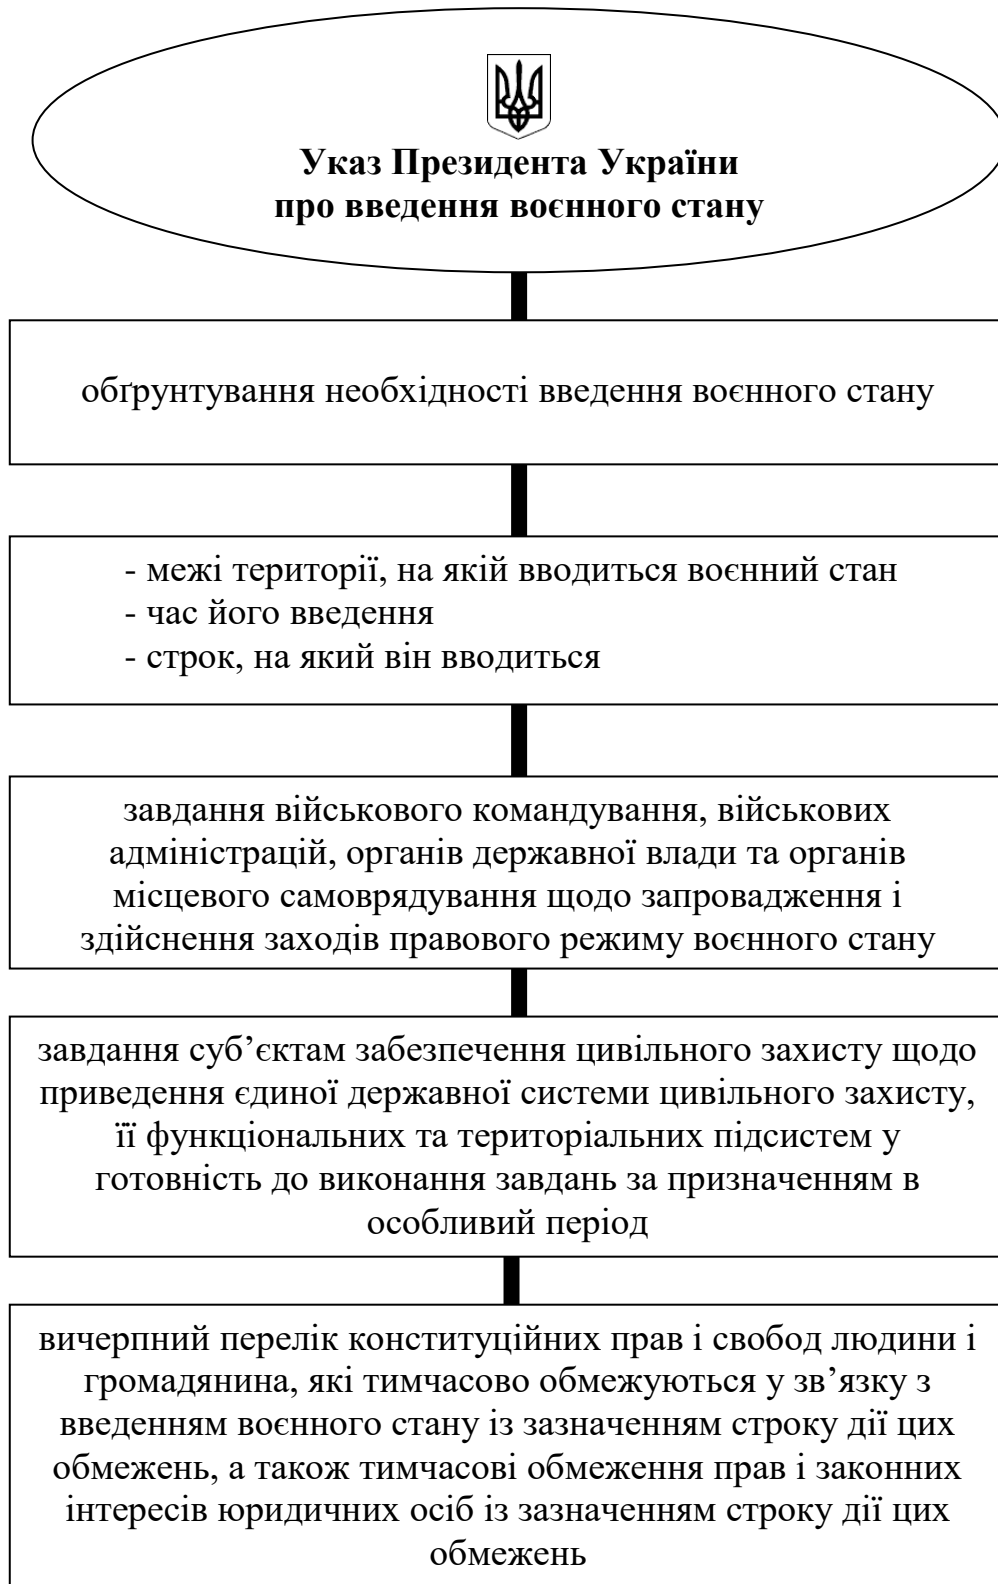 Указ Президента України
про введення воєнного стану
обґрунтування необхідності введення воєнного стану
- межі території, на якій вводиться воєнний стан
- час його введення
- строк, на який він вводиться
завдання військового командування, військових
адміністрацій, органів державної влади та органів
місцевого самоврядування щодо запровадження і
здійснення заходів правового режиму воєнного стану
завдання суб’єктам забезпечення цивільного захисту щодо
приведення єдиної державної системи цивільного захисту,
її функціональних та територіальних підсистем у
готовність до виконання завдань за призначенням в
особливий період
вичерпний перелік конституційних прав і свобод людини і
громадянина, які тимчасово обмежуються у зв’язку з
введенням воєнного стану із зазначенням строку дії цих
обмежень, а також тимчасові обмеження прав і законних
інтересів юридичних осіб із зазначенням строку дії цих
обмежень